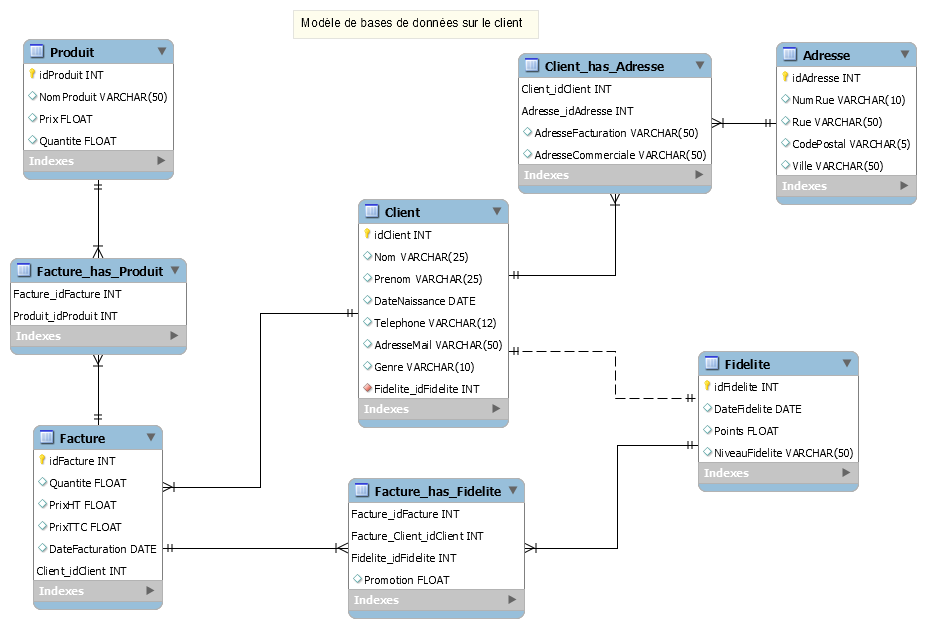 Modèle de bases de données sur le client
Produit
idProduit INT
NomProduit VARCHAR(50)
Prix FLOAT
Quantite FLOAT
Indexes
Client_has_Adresse
Client_idClient INT
Adresse_idAdresse INT
AdresseFacturation VARCHAR(50)
AdresseCommerciale VARCHAR(50)
Indexes
Adresse
idAdresse INT
NumRue VARCHAR(10)
Rue VARCHAR(50)
CodePostal VARCHAR(5)
Ville VARCHAR(50)
Indexes
Client
idClient INT
Nom VARCHAR(25)
Prenom VARCHAR(25)
DateNaissance DATE
Telephone VARCHAR(12)
AdresseMail VARCHAR(50)
Genre VARCHAR(10)
Fidelite_idFidelite INT
Indexes
Facture_has_Produit
Facture_idFacture INT
Produit_idProduit INT
Indexes
Fidelite
idFidelite INT
DateFidelite DATE
Points FLOAT
NiveauFidelite VARCHAR(50)
Indexes
Facture
idFacture INT
Quantite FLOAT
PrixHT FLOAT
PrixTTC FLOAT
DateFacturation DATE
Client_idClient INT
Indexes
Facture_has_Fidelite
Facture_idFacture INT
Facture_Client_idClient INT
Fidelite_idFidelite INT
Promotion FLOAT
Indexes